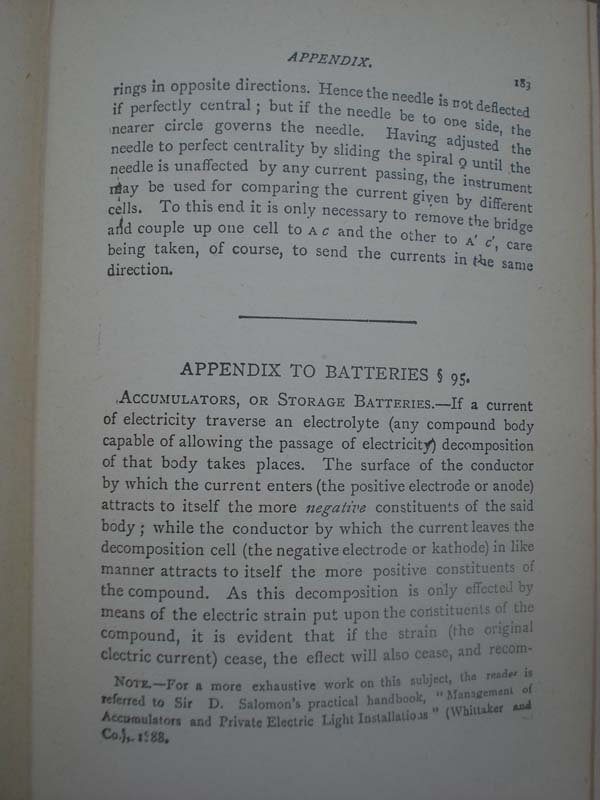 APPENDIX.
183
rings in opposite directions. Hence the needle is not deflected
if perfectly central; but if the needle be to one side, the
nearer circle governs the needle. Having adjusted the
needle to perfect centrality by sliding the spiral Q until the
needle is unaffected by any current passing, the instrument
may be used for comparing the current given by different
cells. To this end it is only necessary to remove the bridge
and couple up one cell to A C and the other to A′ C′, care
being taken, of course, to send the currents in the same
direction.
APPENDIX TO BATTERIES § 95.
ACCUMULATORS, OR STORAGE BATTERIES.—If a current
of electricity traverse an electrolyte (any compound body
capable of allowing the passage of electricity) decomposition
of that body takes places. The surface of the conductor
by which the current enters (the positive electrode or anode)
attracts to itself the more negative constituents of the said
body; while the conductor by which the current leaves the
decomposition cell (the negative electrode or kathode) in like
manner attracts to itself the more positive constituents of
the compound. As this decomposition is only effected by
means of the electric strain put upon the constituents of the
compound, it is evident that if the strain (the original
electric current) cease, the effect will also cease, and recom-
NOTE.—For a more exhaustive work on this subject, the reader is
referred to Sir D. Salomon's practical handbook, "Management of
Accumulators and Private Electric Light Installations" (Whittaker and
Co.), 1888.